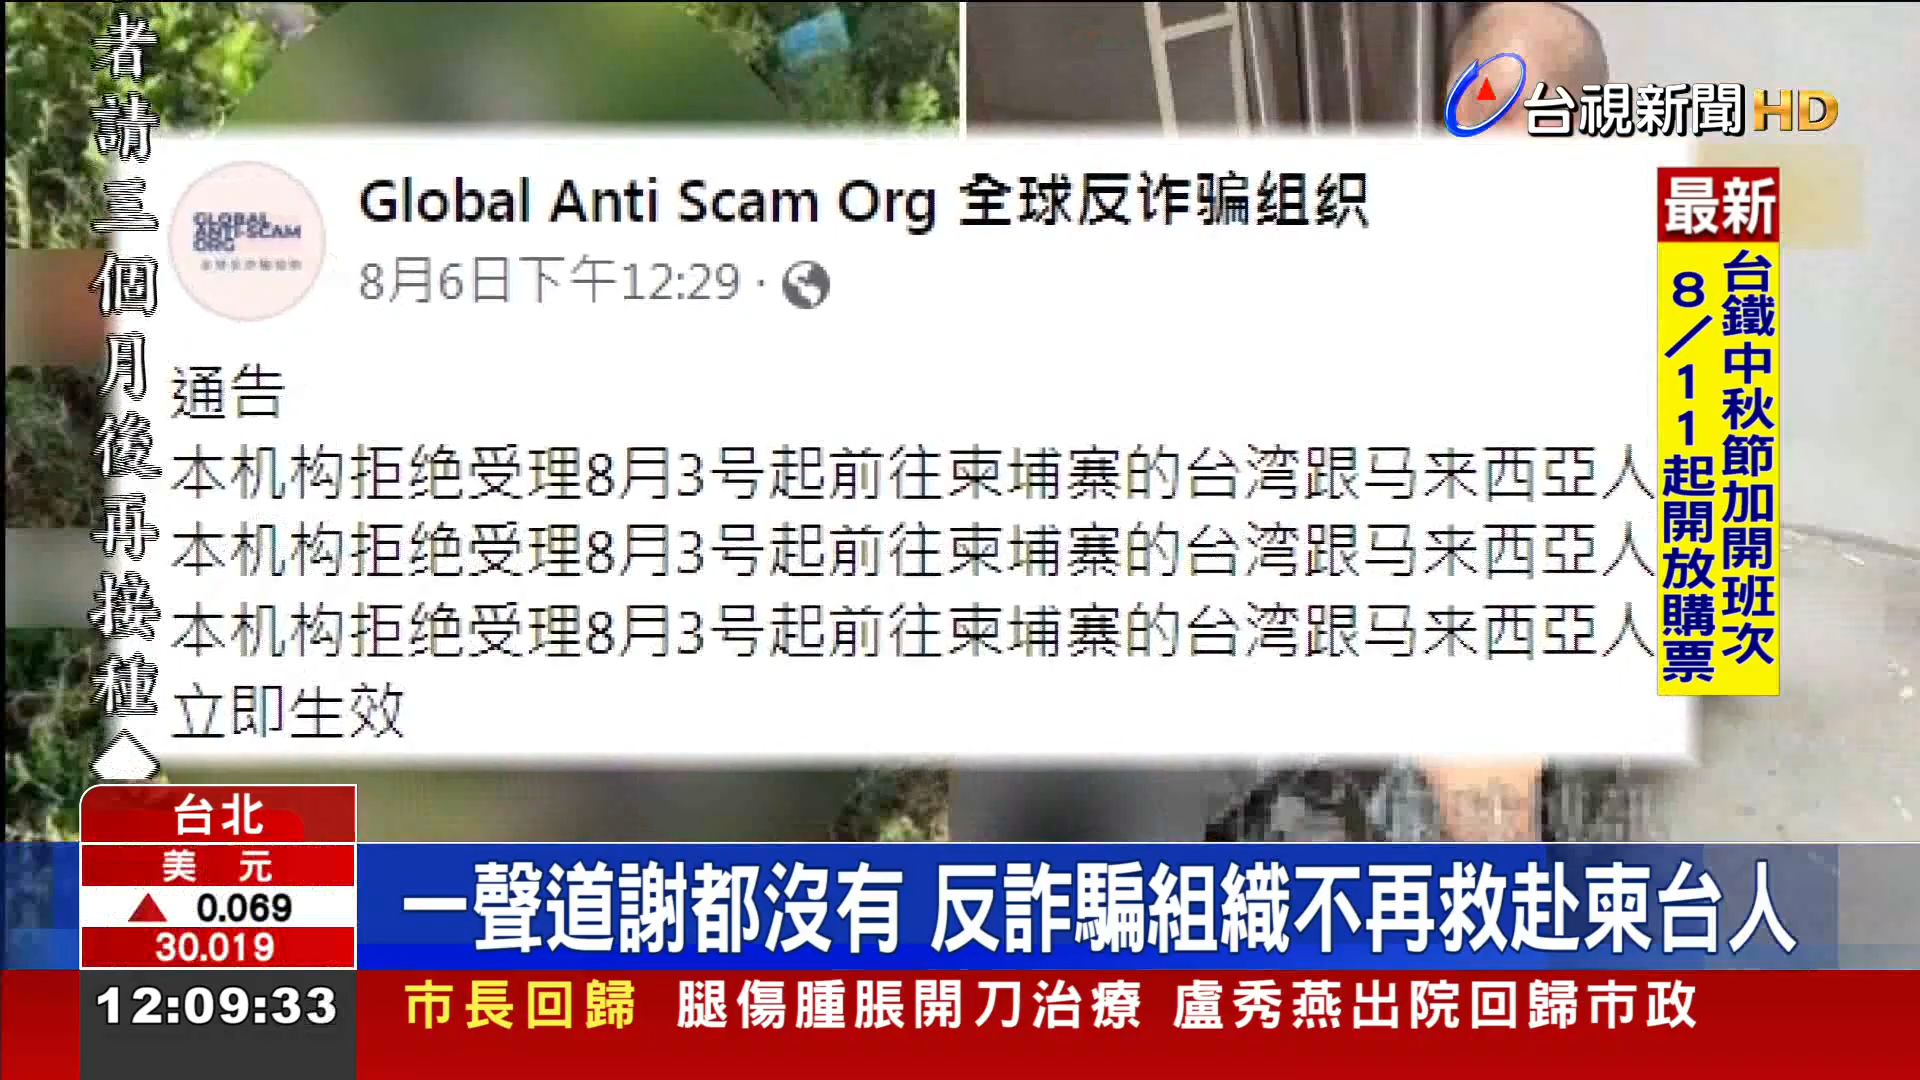 者請三個月後再接種
台視新聞HD
GLOBAL
ANTI-SCAM
ORG
Global Anti Scam Org 全球反诈骗组织
8月6日下午12:29
通告
本机构拒绝受理8月3号起前往柬埔寨的台湾跟马来西亞人
本机构拒绝受理8月3号起前往柬埔寨的台湾跟马来西亞人
本机构拒绝受理8月3号起前往柬埔寨的台湾跟马来西亞人
立即生效
最新
台鐵中秋節加開班次
8/11起開放購票
台北
美元
▲ 0.069
30.019
12:09:33
一聲道謝都沒有 反詐騙組織不再救赴柬台人
市長回歸 腿傷腫脹開刀治療 盧秀燕出院回歸市政